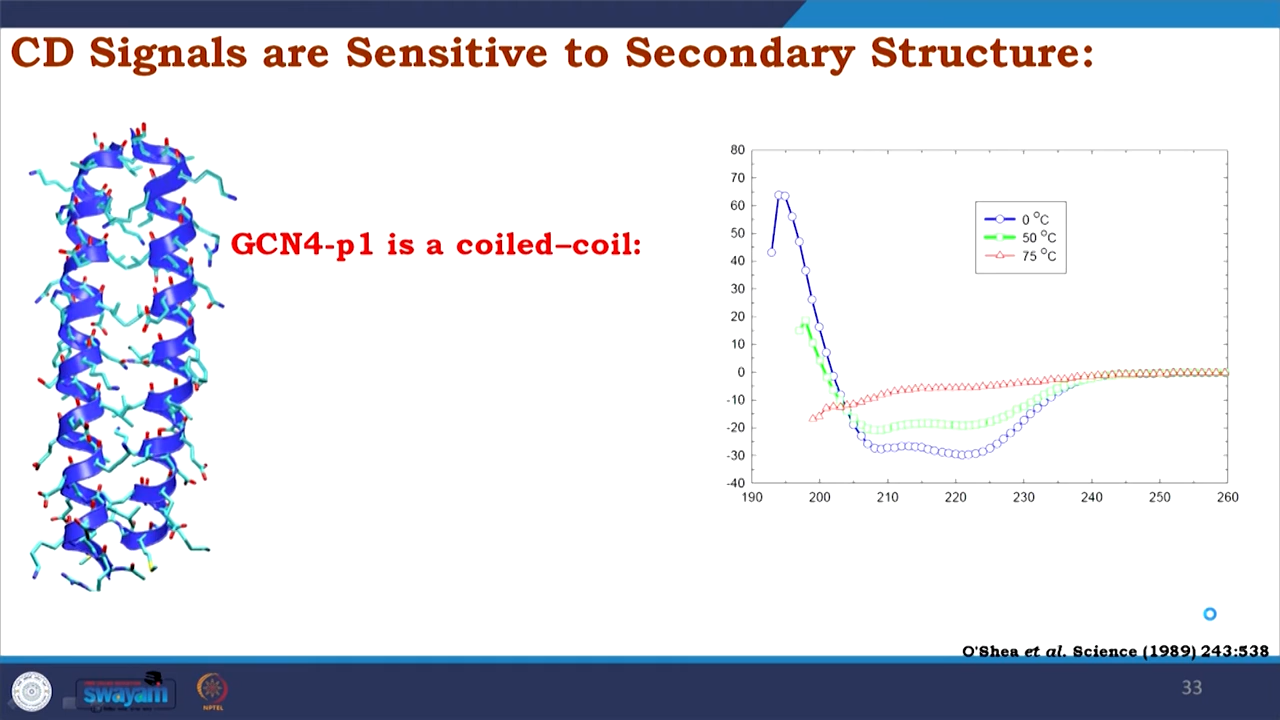 CD Signals are Sensitive to Secondary Structure:
GCN4-p1 is a coiled–coil:
80
70
60
50
40
30
20
10
0
-10
-20
-30
-40
190 200 210 220 230 240 250 260
0 °C
50 °C
75 °C
O'Shea et al. Science (1989) 243:538
swayam
NPTEL
33